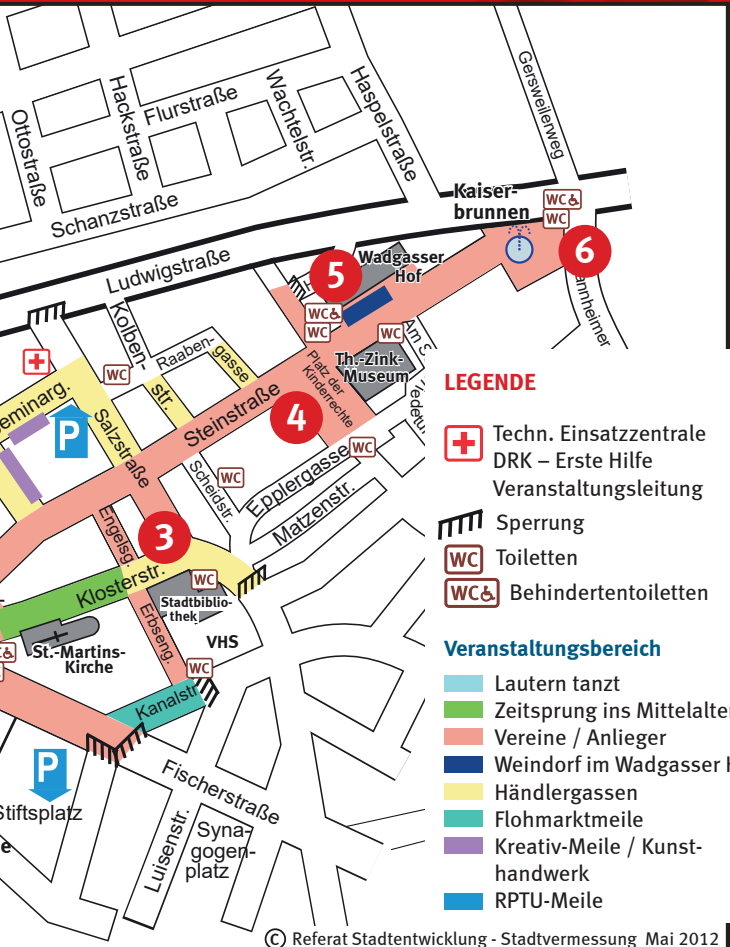 Ottostraße
Hackstraße
Flurstraße
Wachtelstr.
Haspelstraße
Gersweilerweg
Schanzstraße
Kaiser-
brunnen
WC
WC
6
Ludwigstraße
5
Wadgasser
Hof
WC
WC
WC
Kolben-
str.
Raaben-
gasse
WC
Th.-Zink-
Museum
Platz der
Kinderrechte
Steinstraße
4
Salzstraße
P
WC
Scheidstr.
WC
Epplergasse
Matzenstr.
Engelsg.
3
Klosterstr.
WC
Stadtbiblio-
thek
Erbseng.
VHS
St.-Martins-
Kirche
WC
Kanalstr.
P
Stiftsplatz
Fischerstraße
Luisenstr.
Syna-
gogen-
platz
LEGENDE
Techn. Einsatzzentrale
DRK – Erste Hilfe
Veranstaltungsleitung
Sperrung
WC Toiletten
WC Behindertentoiletten
Veranstaltungsbereich
Lautern tanzt
Zeitsprung ins Mittelalter
Vereine / Anlieger
Weindorf im Wadgasser
Händlergassen
Flohmarktmeile
Kreativ-Meile / Kunst-
handwerk
RPTU-Meile
© Referat Stadtentwicklung - Stadtvermessung Mai 2012